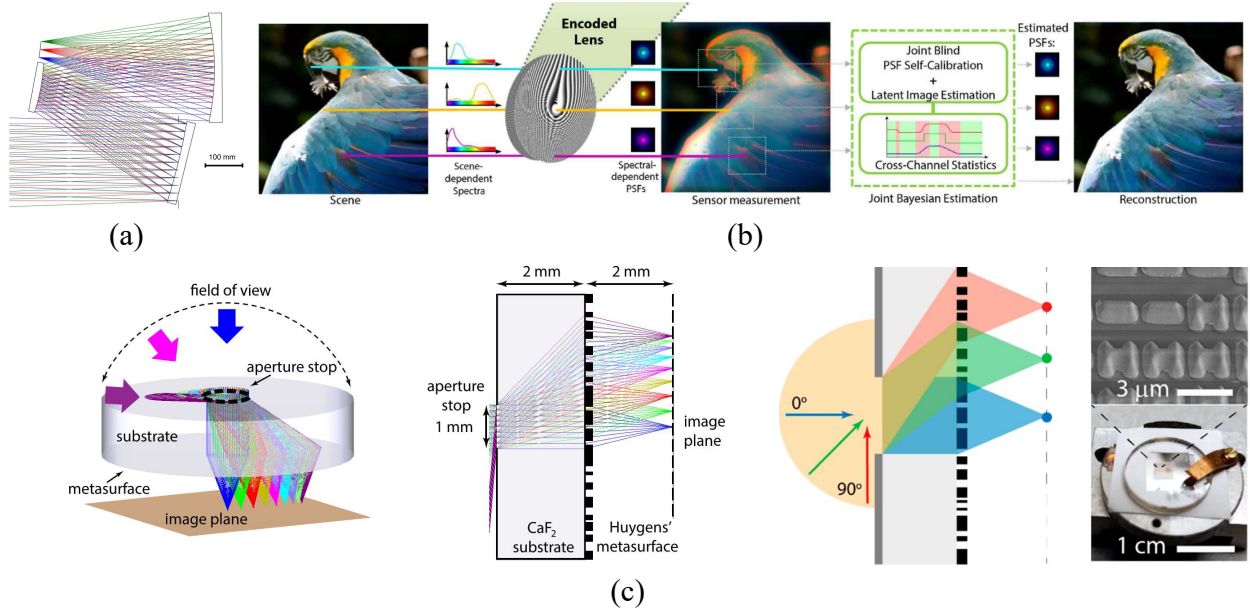 100 mm
(a)
Scene
Scene-
dependent
Spectra
Encoded
Lens
Spectral-
dependent
PSFs
Sensor measurement
Joint Blind
PSF Self-Calibration
+
Latent Image Estimation
Cross-Channel Statistics
Joint Bayesian Estimation
Estimated
PSFs:
Reconstruction
(b)
field of view
aperture stop
substrate
metasurface
image plane
2 mm
2 mm
aperture
stop
1 mm
image
plane
CaF2
substrate
Huygens'
metasurface
0°
90°
3 μm
1 cm
(c)